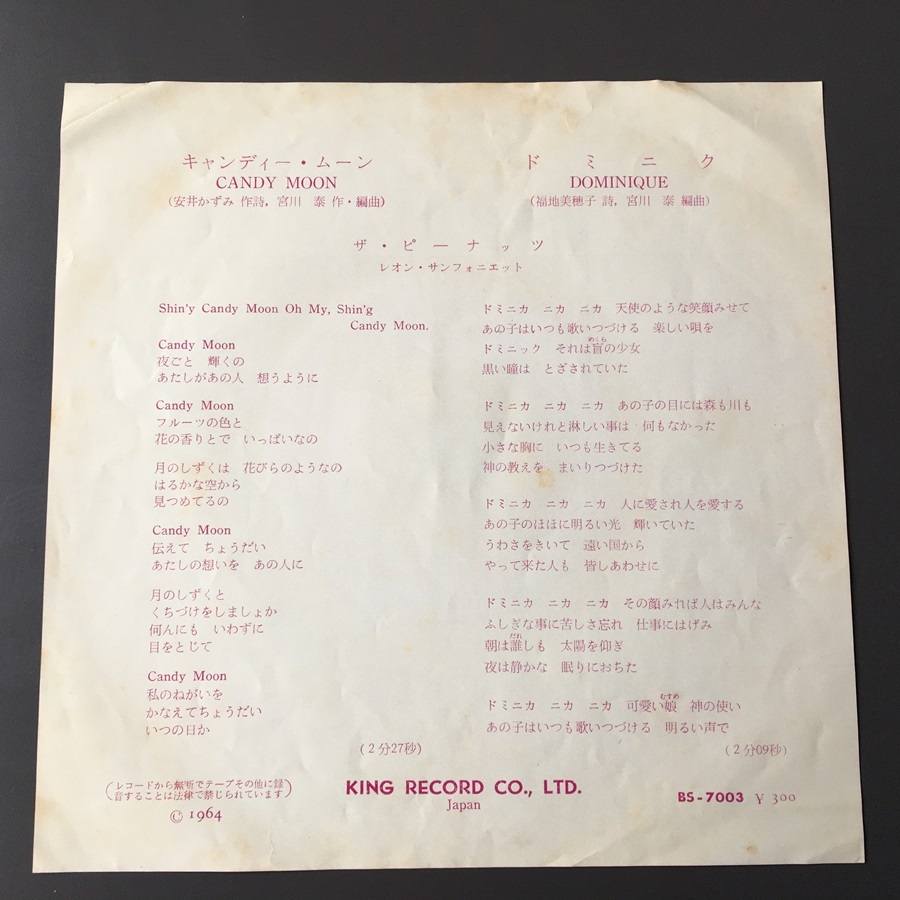 キャンディー・ムーン
CANDY MOON
(安井かずみ 作詩, 宮川 泰 作・編曲)
ドミニク
DOMINIQUE
(福地美穂子 詩, 宮川 泰 編曲)
ザ・ピーナッツ
レオン・サンフォニエット
Shin'y Candy Moon Oh My, Shin'g
Candy Moon.
Candy Moon
夜ごと 輝くの
あたしがあの人 想うように
Candy Moon
フルーツの色と
花の香りとで いっぱいなの
月のしずくは 花びらのようなの
はるかな空から
見つめてるの
Candy Moon
伝えて ちょうだい
あたしの想いを あの人に
月のしずくと
くちづけをしましょか
何んにも いわずに
目をとじて
Candy Moon
私のねがいを
かなえてちょうだい
いつの日か
(2分27秒)
ドミニカ ニカ ニカ 天使のような笑顔みせて
あの子はいつも歌いつづける 楽しい唄を
ドミニック それは盲(めくら)の少女
黒い瞳は とざされていた
ドミニカ ニカ ニカ あの子の目には森も川も
見えないけれど淋しい事は 何もなかった
小さな胸に いつも生きてる
神の教えを まいりつづけた
ドミニカ ニカ ニカ 人に愛され人を愛する
あの子のほほに明るい光 輝いていた
うわさをきいて 遠い国から
やって来た人も 皆しあわせに
ドミニカ ニカ ニカ その顔みれば人はみんな
ふしぎな事に苦しさ忘れ 仕事にはげみ
朝は誰(だれ)しも 太陽を仰ぎ
夜は静かな 眠りにおちた
ドミニカ ニカ ニカ 可愛い娘(むすめ) 神の使い
あの子はいつも歌いつづける 明るい声で
(2分09秒)
(レコードから無断でテープその他に録
音することは法律で禁じられています)
© 1964
KING RECORD CO., LTD.
Japan
BS-7003 ¥ 300